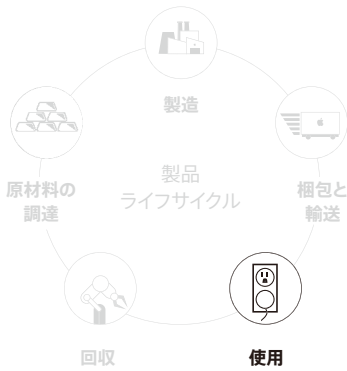 製造
原材料の
調達
製品
ライフサイクル
梱包と
輸送
回収
使用